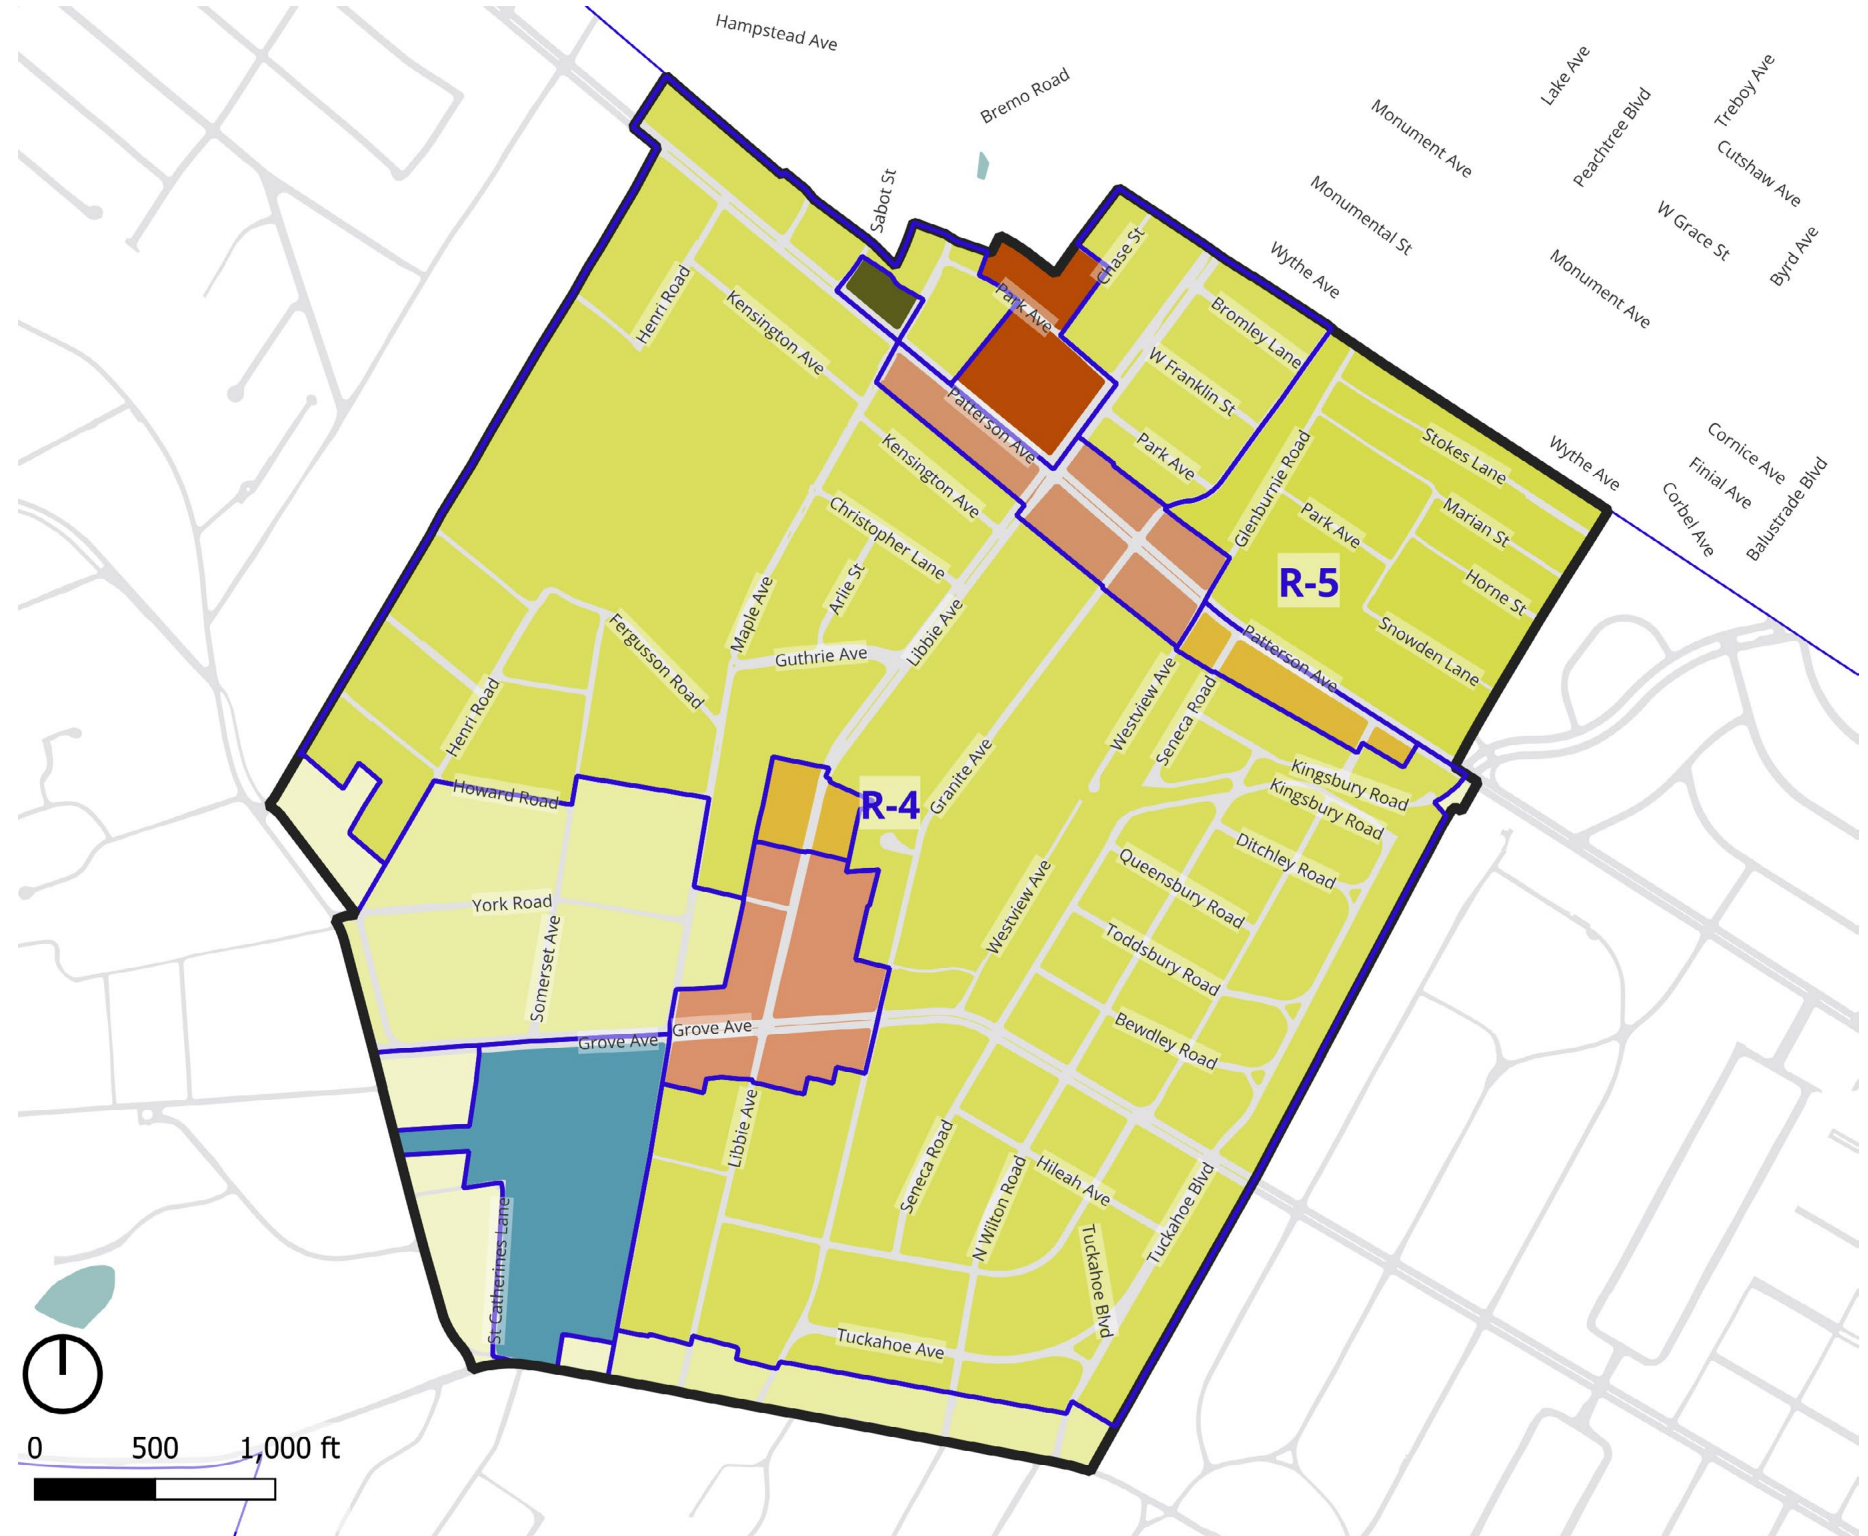 Hampstead Ave
Bremo Road
Lake Ave
Treboy Ave
Peachtree Blvd
Monument Ave
Cutshaw Ave
Sabot St
Monumental St
W Grace St
Byrd Ave
Chase St
Wythe Ave
Monument Ave
Henri Road
Kensington Ave
Park Ave
Bromley Lane
W Franklin St
Patterson Ave
Park Ave
Stokes Lane
Wythe Ave
Cornice Ave
Finial Ave
Corbel Ave
Balustrade Blvd
Kensington Ave
Glenburnie Road
Christopher Lane
Park Ave
Marian St
Arlie St
R-5
Horne St
Maple Ave
Libbie Ave
Fergusson Road
Guthrie Ave
Patterson Ave
Snowden Lane
Westview Ave
Seneca Road
Henri Road
Howard Road
R-4
Granite Ave
Kingsbury Road
Kingsbury Road
Ditchley Road
Queensbury Road
York Road
Somerset Ave
Westview Ave
Toddsbury Road
Grove Ave
Grove Ave
Bewdley Road
Libbie Ave
Seneca Road
N Wilton Road
Hileah Ave
Tuckahoe Blvd
St Catherines Lane
Tuckahoe Blvd
Tuckahoe Ave
0 500 1,000 ft